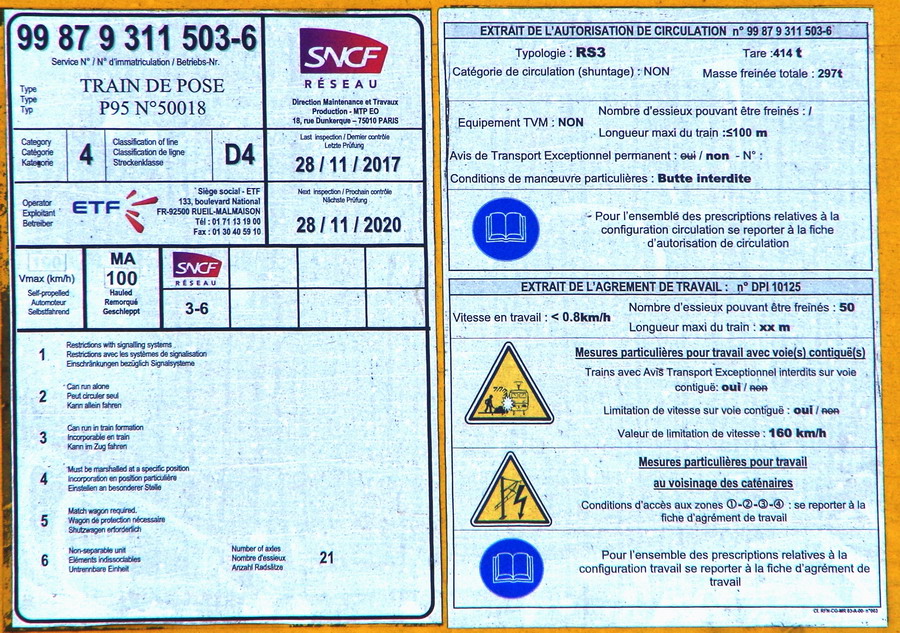 99 87 9 311 503-6
Service N° / N° d'immatriculation / Betriebs-Nr.
Type
Type
Typ
TRAIN DE POSE
P95 N°50018
SNCF
RÉSEAU
Direction Maintenance et Travaux
Production - MTP EO
18, rue Dunkerque – 75010 PARIS
Category
Catégorie
Kategorie
4
Classification of line
Classification de ligne
Streckenklasse
D4
Last inspection / Dernier contrôle
Letzte Prüfung
28 / 11 / 2017
Operator
Exploitant
Betreiber
ETF
Siège social - ETF
133, boulevard National
FR-92500 RUEIL-MALMAISON
Tél : 01 71 13 19 00
Fax : 01 30 40 59 10
Next inspection / Prochain contrôle
Nächste Prüfung
28 / 11 / 2020
Vmax (km/h)
Self-propelled
Automoteur
Selbstfahrend
MA
100
Hauled
Remorqué
Geschleppt
SNCF
RÉSEAU
3-6
1
Restrictions with signalling systems
Restrictions avec les systèmes de signalisation
Einschränkungen bezüglich Signalsysteme
2
Can run alone
Peut circuler seul
Kann allein fahren
3
Can run in train formation
Incorporable en train
Kann im Zug fahren
4
Must be marshalled at a specific position
Incorporation en position particulière
Einstellen an besonderer Stelle
5
Match wagon required.
Wagon de protection nécessaire
Shutzwagen erforderlich
6
Non-separable unit
Eléments indissociables
Untrennbare Einheit
Number of axles
Nombre d'essieux
Anzahl Radsätze
21
EXTRAIT DE L'AUTORISATION DE CIRCULATION n° 99 87 9 311 503-6
Typologie : RS3
Tare :414 t
Catégorie de circulation (shuntage) : NON
Masse freinée totale : 297t
Equipement TVM : NON
Nombre d'essieux pouvant être freinés : /
Longueur maxi du train :≤100 m
Avis de Transport Exceptionnel permanent : oui / non - N° :
Conditions de manœuvre particulières : Butte interdite
- Pour l'ensemble des prescriptions relatives à la
configuration circulation se reporter à la fiche
d'autorisation de circulation
EXTRAIT DE L'AGREMENT DE TRAVAIL : n° DPI 10125
Vitesse en travail : < 0.8km/h
Nombre d'essieux pouvant être freinés : 50
Longueur maxi du train : xx m
Mesures particulières pour travail avec voie(s) contiguë(s)
Trains avec Avis Transport Exceptionnel interdits sur voie
contiguë: oui / non
Limitation de vitesse sur voie contiguë : oui / non
Valeur de limitation de vitesse : 160 km/h
Mesures particulières pour travail
au voisinage des caténaires
Conditions d'accès aux zones ①-②-③-④ : se reporter à la
fiche d'agrément de travail
Pour l'ensemble des prescriptions relatives à la
configuration travail se reporter à la fiche d'agrément de
travail
Cf. RFN-CG-MR 03-A-00- n°003